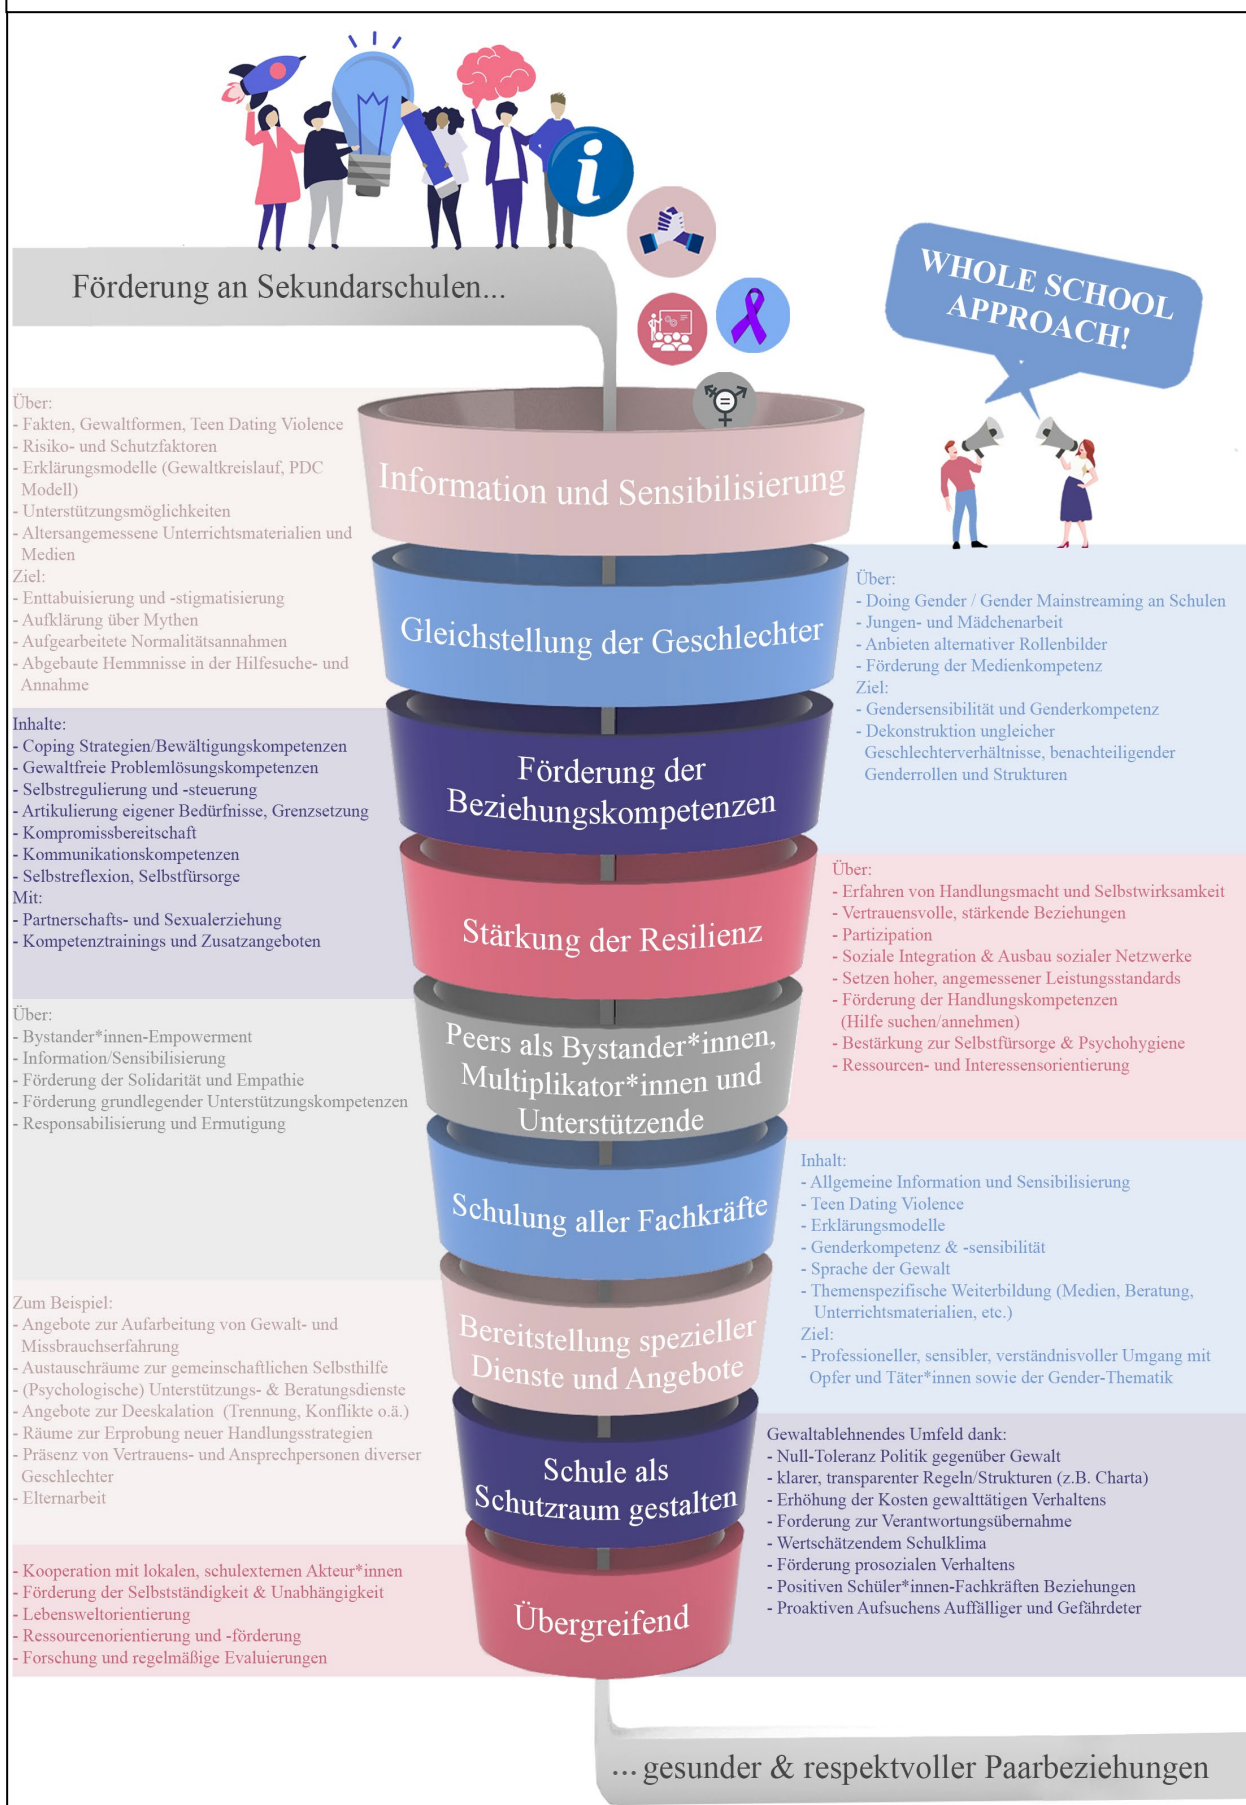 Förderung an Sekundarschulen...
WHOLE SCHOOL
APPROACH!
Information und Sensibilisierung
Über:
- Fakten, Gewaltformen, Teen Dating Violence
- Risiko- und Schutzfaktoren
- Erklärungsmodelle (Gewaltkreislauf, PDC
Modell)
- Unterstützungsmöglichkeiten
- Altersangemessene Unterrichtsmaterialien und
Medien
Ziel:
- Enttabuisierung und -stigmatisierung
- Aufklärung über Mythen
- Aufgearbeitete Normalitätsannahmen
- Abgebaute Hemmnisse in der Hilfesuche- und
Annahme
Gleichstellung der Geschlechter
Über:
- Doing Gender / Gender Mainstreaming an Schulen
- Jungen- und Mädchenarbeit
- Anbieten alternativer Rollenbilder
- Förderung der Medienkompetenz
Ziel:
- Gendersensibilität und Genderkompetenz
- Dekonstruktion ungleicher
Geschlechterverhältnisse, benachteiligender
Genderrollen und Strukturen
Förderung der
Beziehungskompetenzen
Inhalte:
- Coping Strategien/Bewältigungskompetenzen
- Gewaltfreie Problemlösungskompetenzen
- Selbstregulierung und -steuerung
- Artikulierung eigener Bedürfnisse, Grenzsetzung
- Kompromissbereitschaft
- Kommunikationskompetenzen
- Selbstreflexion, Selbstfürsorge
Mit:
- Partnerschafts- und Sexualerziehung
- Kompetenztrainings und Zusatzangeboten
Stärkung der Resilienz
Über:
- Erfahren von Handlungsmacht und Selbstwirksamkeit
- Vertrauensvolle, stärkende Beziehungen
- Partizipation
- Soziale Integration & Ausbau sozialer Netzwerke
- Setzen hoher, angemessener Leistungsstandards
- Förderung der Handlungskompetenzen
(Hilfe suchen/annehmen)
- Bestärkung zur Selbstfürsorge & Psychohygiene
- Ressourcen- und Interessensorientierung
Peers als Bystander*innen,
Multiplikator*innen und
Unterstützende
Über:
- Bystander*innen-Empowerment
- Information/Sensibilisierung
- Förderung der Solidarität und Empathie
- Förderung grundlegender Unterstützungskompetenzen
- Responsabilisierung und Ermutigung
Schulung aller Fachkräfte
Inhalt:
- Allgemeine Information und Sensibilisierung
- Teen Dating Violence
- Erklärungsmodelle
- Genderkompetenz & -sensibilität
- Sprache der Gewalt
- Themenspezifische Weiterbildung (Medien, Beratung,
Unterrichtsmaterialien, etc.)
Ziel:
- Professioneller, sensibler, verständnisvoller Umgang mit
Opfer und Täter*innen sowie der Gender-Thematik
Bereitstellung spezieller
Dienste und Angebote
Zum Beispiel:
- Angebote zur Aufarbeitung von Gewalt- und
Missbrauchserfahrung
- Austauschräume zur gemeinschaftlichen Selbsthilfe
- (Psychologische) Unterstützungs- & Beratungsdienste
- Angebote zur Deeskalation (Trennung, Konflikte o.ä.)
- Räume zur Erprobung neuer Handlungsstrategien
- Präsenz von Vertrauens- und Ansprechpersonen diverser
Geschlechter
- Elternarbeit
Schule als
Schutzraum gestalten
Gewaltablehnendes Umfeld dank:
- Null-Toleranz Politik gegenüber Gewalt
- klarer, transparenter Regeln/Strukturen (z.B. Charta)
- Erhöhung der Kosten gewalttätigen Verhaltens
- Forderung zur Verantwortungsübernahme
- Wertschätzendem Schulklima
- Förderung prosozialen Verhaltens
- Positiven Schüler*innen-Fachkräften Beziehungen
- Proaktiven Aufsuchens Auffälliger und Gefährdeter
Übergreifend
- Kooperation mit lokalen, schulexternen Akteur*innen
- Förderung der Selbstständigkeit & Unabhängigkeit
- Lebensweltorientierung
- Ressourcenorientierung und -förderung
- Forschung und regelmäßige Evaluierungen
... gesunder & respektvoller Paarbeziehungen